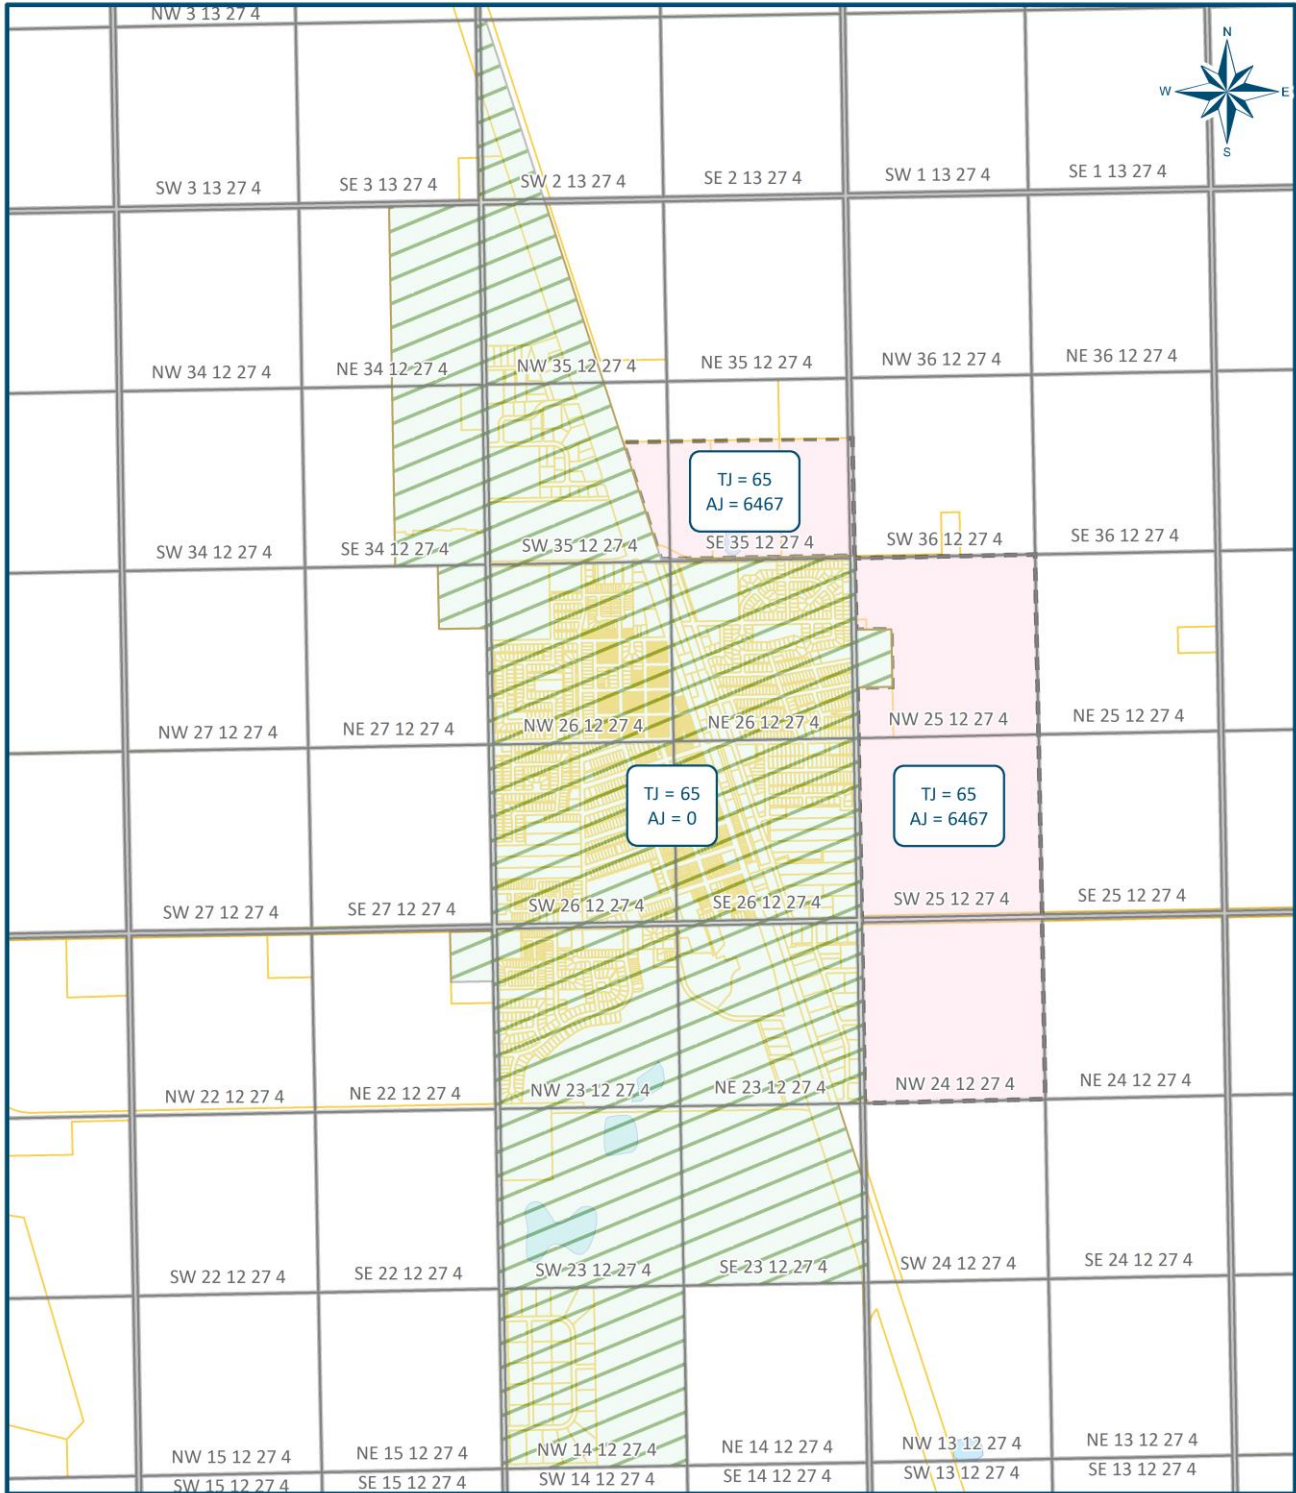 NW 3 13 27 4
N
W E
S
SW 3 13 27 4
SE 3 13 27 4
SW 2 13 27 4
SE 2 13 27 4
SW 1 13 27 4
SE 1 13 27 4
NW 34 12 27 4
NE 34 12 27 4
NW 35 12 27 4
NE 35 12 27 4
NW 36 12 27 4
NE 36 12 27 4
TJ = 65
AJ = 6467
SW 34 12 27 4
SE 34 12 27 4
SW 35 12 27 4
SE 35 12 27 4
SW 36 12 27 4
SE 36 12 27 4
NW 27 12 27 4
NE 27 12 27 4
NW 26 12 27 4
NE 26 12 27 4
NW 25 12 27 4
NE 25 12 27 4
TJ = 65
AJ = 0
TJ = 65
AJ = 6467
SW 27 12 27 4
SE 27 12 27 4
SW 26 12 27 4
SE 26 12 27 4
SW 25 12 27 4
SE 25 12 27 4
NW 22 12 27 4
NE 22 12 27 4
NW 23 12 27 4
NE 23 12 27 4
NW 24 12 27 4
NE 24 12 27 4
SW 22 12 27 4
SE 22 12 27 4
SW 23 12 27 4
SE 23 12 27 4
SW 24 12 27 4
SE 24 12 27 4
NW 15 12 27 4
NE 15 12 27 4
NW 14 12 27 4
NE 14 12 27 4
NW 13 12 27 4
NE 13 12 27 4
SW 15 12 27 4
SE 15 12 27 4
SW 14 12 27 4
SE 14 12 27 4
SW 13 12 27 4
SE 13 12 27 4